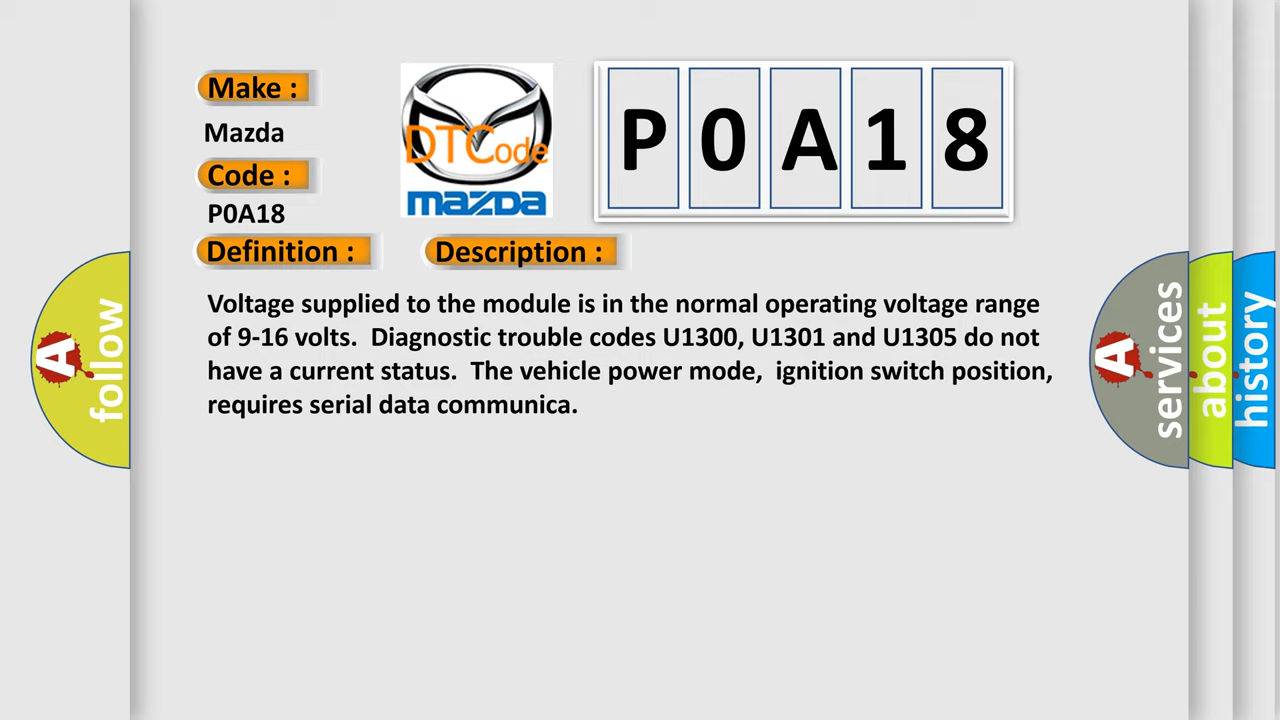 Make :
Mazda
Code :
P0A18
Definition :
Description :
DTCode
mazda
P0A18
Voltage supplied to the module is in the normal operating voltage range
of 9-16 volts  Diagnostic trouble codes U1300, U1301 and U1305 do not
have a current status  The vehicle power mode,  ignition switch position,
requires serial data communica.
A
follow
A
services
about
history